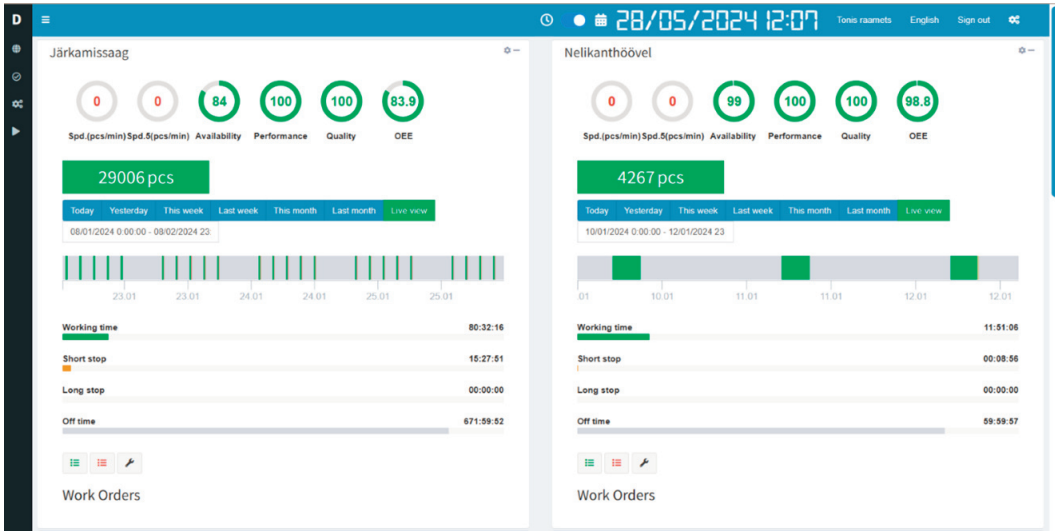 D
28/05/2024 12:07 Tonis raamets English Sign out
Järkamissaag
0 0 84 100 100 83.9
Spd.(pcs/min) Spd.5(pcs/min) Availability Performance Quality OEE
29006 pcs
Today Yesterday This week Last week This month Last month Live view
08/01/2024 0:00:00 - 08/02/2024 23:
23.01 23.01 24.01 24.01 25.01 25.01
Working time 80:32:16
Short stop 15:27:51
Long stop 00:00:00
Off time 671:59:52
Work Orders
Nelikanthöövel
0 0 99 100 100 98.8
Spd.(pcs/min) Spd.5(pcs/min) Availability Performance Quality OEE
4267 pcs
Today Yesterday This week Last week This month Last month Live view
10/01/2024 0:00:00 - 12/01/2024 23
.01 10.01 11.01 11.01 12.01 12.01
Working time 11:51:06
Short stop 00:08:56
Long stop 00:00:00
Off time 59:59:57
Work Orders